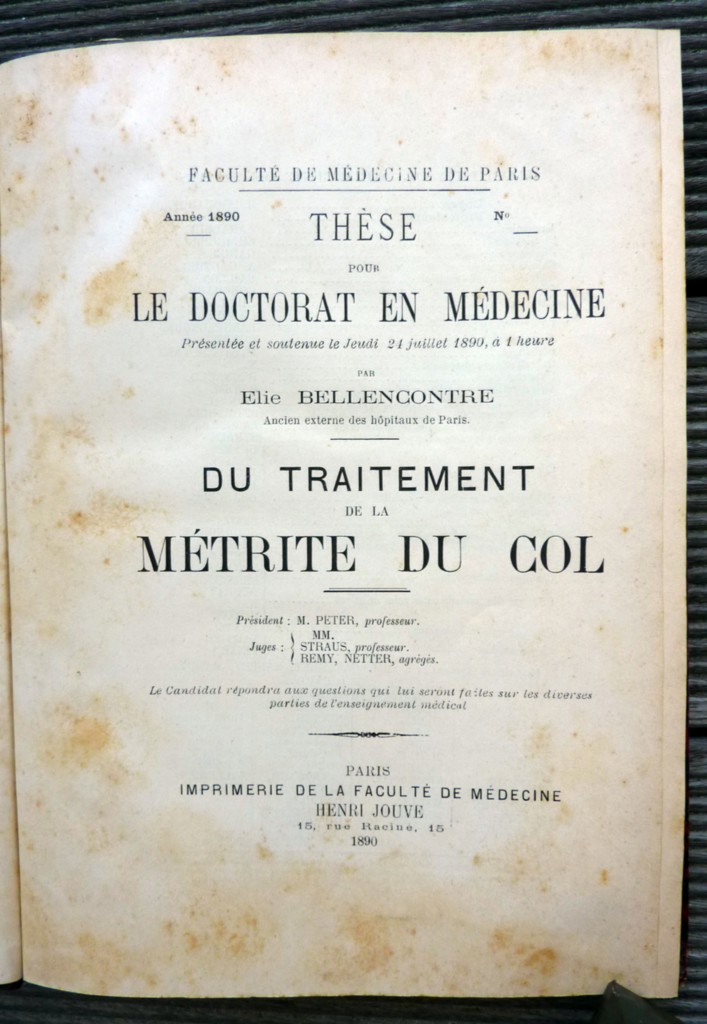 FACULTÉ DE MÉDECINE DE PARIS
Année 1890 THÈSE N°
POUR
LE DOCTORAT EN MÉDECINE
Présentée et soutenue le Jeudi 24 juillet 1890, à 1 heure
PAR
Elie BELLENCONTRE
Ancien externe des hôpitaux de Paris.
DU TRAITEMENT
DE LA
MÉTRITE DU COL
Président : M. PETER, professeur.
MM.
Juges : { STRAUS, professeur.
REMY, NETTER, agrégés.
Le Candidat répondra aux questions qui lui seront faites sur les diverses
parties de l'enseignement médical
PARIS
IMPRIMERIE DE LA FACULTÉ DE MÉDECINE
HENRI JOUVE
15, rue Racine, 15
1890